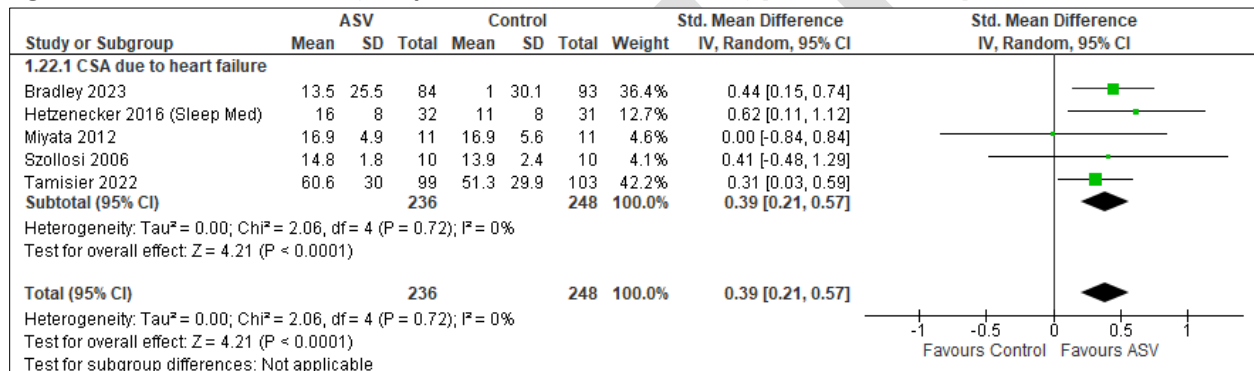 ASV Control Std. Mean Difference Std. Mean Difference
Study or Subgroup Mean SD Total Mean SD Total Weight IV, Random, 95% CI IV, Random, 95% CI
1.22.1 CSA due to heart failure
Bradley 2023 13.5 25.5 84 1 30.1 93 36.4% 0.44 [0.15, 0.74]
Hetzenecker 2016 (Sleep Med) 16 8 32 11 8 31 12.7% 0.62 [0.11, 1.12]
Miyata 2012 16.9 4.9 11 16.9 5.6 11 4.6% 0.00 [-0.84, 0.84]
Szollosi 2006 14.8 1.8 10 13.9 2.4 10 4.1% 0.41 [-0.48, 1.29]
Tamisier 2022 60.6 30 99 51.3 29.9 103 42.2% 0.31 [0.03, 0.59]
Subtotal (95% CI) 236 248 100.0% 0.39 [0.21, 0.57]
Heterogeneity: Tau² = 0.00; Chi² = 2.06, df = 4 (P = 0.72); I² = 0%
Test for overall effect: Z = 4.21 (P < 0.0001)
Total (95% CI) 236 248 100.0% 0.39 [0.21, 0.57]
Heterogeneity: Tau² = 0.00; Chi² = 2.06, df = 4 (P = 0.72); I² = 0%
Test for overall effect: Z = 4.21 (P < 0.0001)
Test for subgroup differences: Not applicable
-1 -0.5 0 0.5 1
Favours Control Favours ASV